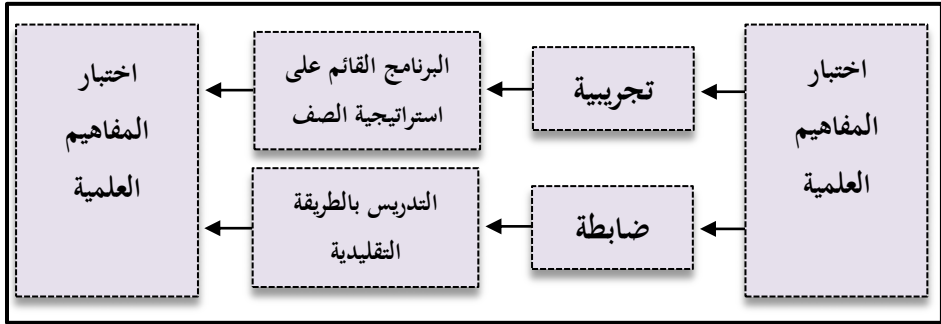 اختبار
المفاهيم
العلمية
تجريبية
البرنامج القائم على
استراتيجية الصف
ضابطة
التدريس بالطريقة
التقليدية
اختبار
المفاهيم
العلمية